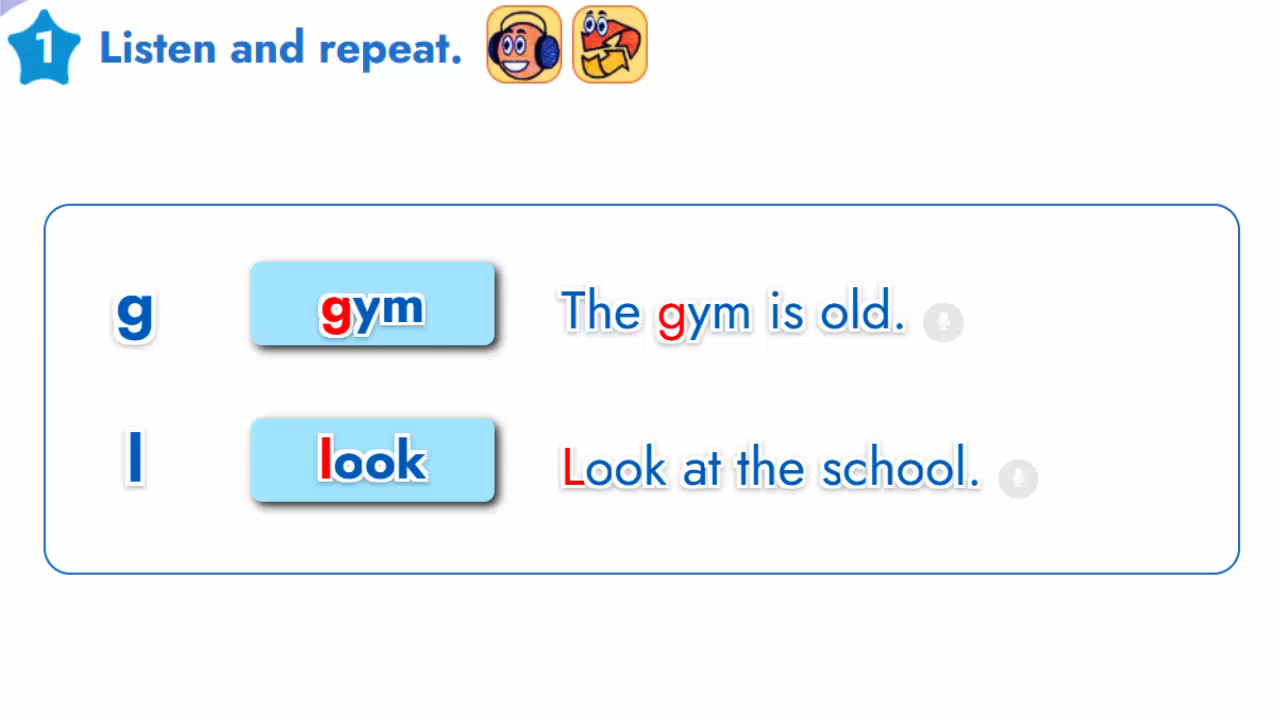 1 Listen and repeat.
g gym The gym is old.
l look Look at the school.